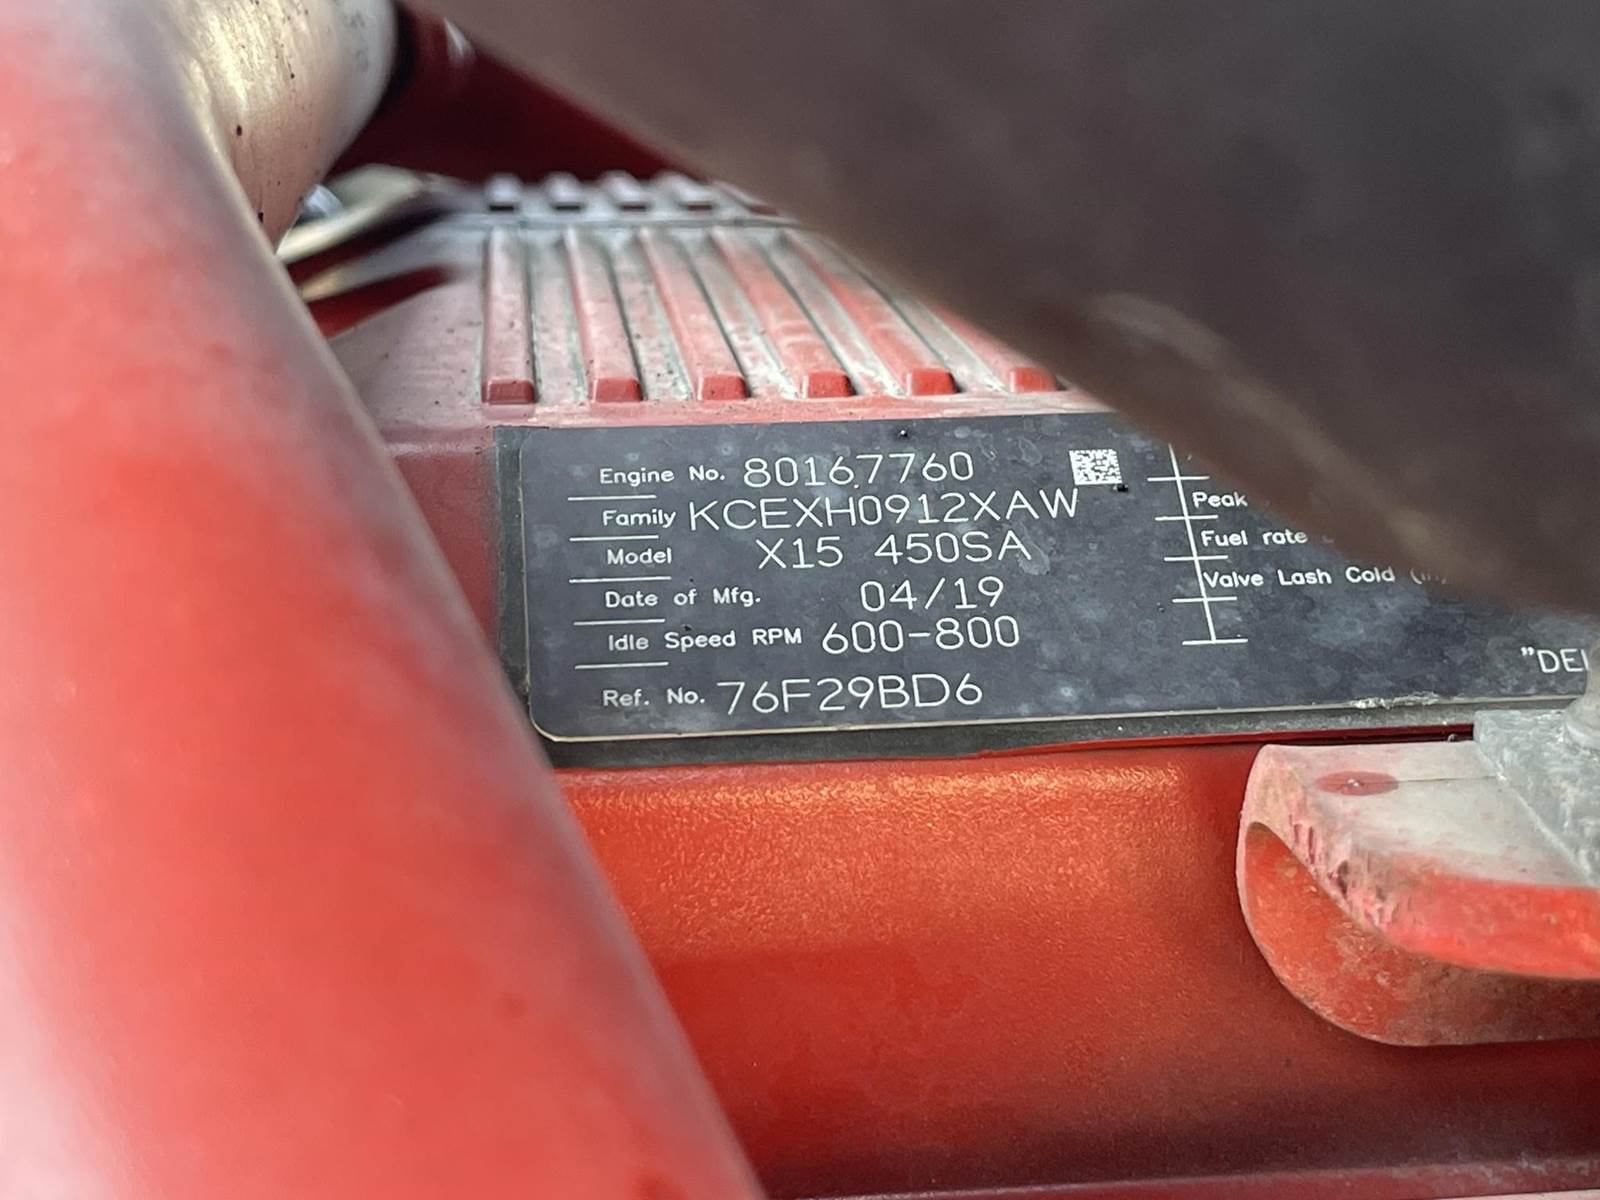 Engine No. 80167760
Family KCEXH0912XAW
Model X15 450SA
Date of Mfg. 04/19
Idle Speed RPM 600-800
Ref. No. 76F29BD6
Peak
Fuel rate
Valve Lash Cold
"DEL